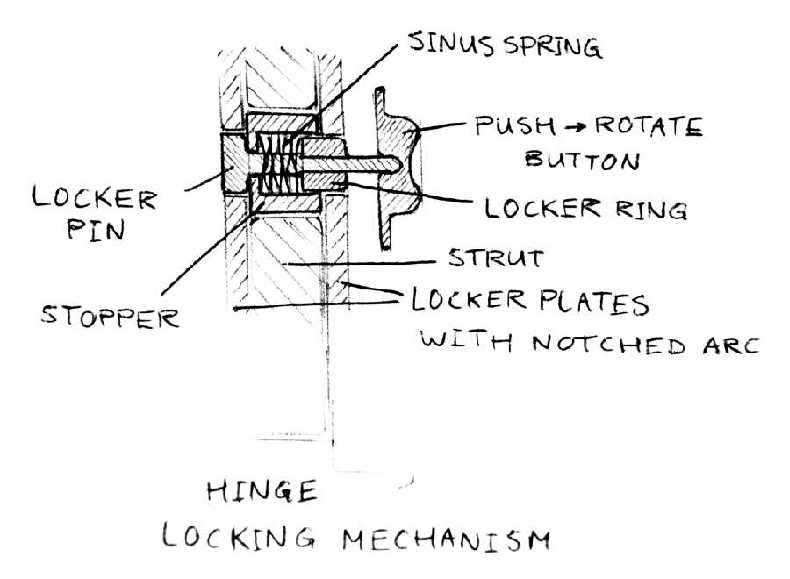 SINUS SPRING
PUSH → ROTATE
BUTTON
LOCKER
PIN
LOCKER RING
STRUT
STOPPER
LOCKER PLATES
WITH NOTCHED ARC
HINGE
LOCKING MECHANISM